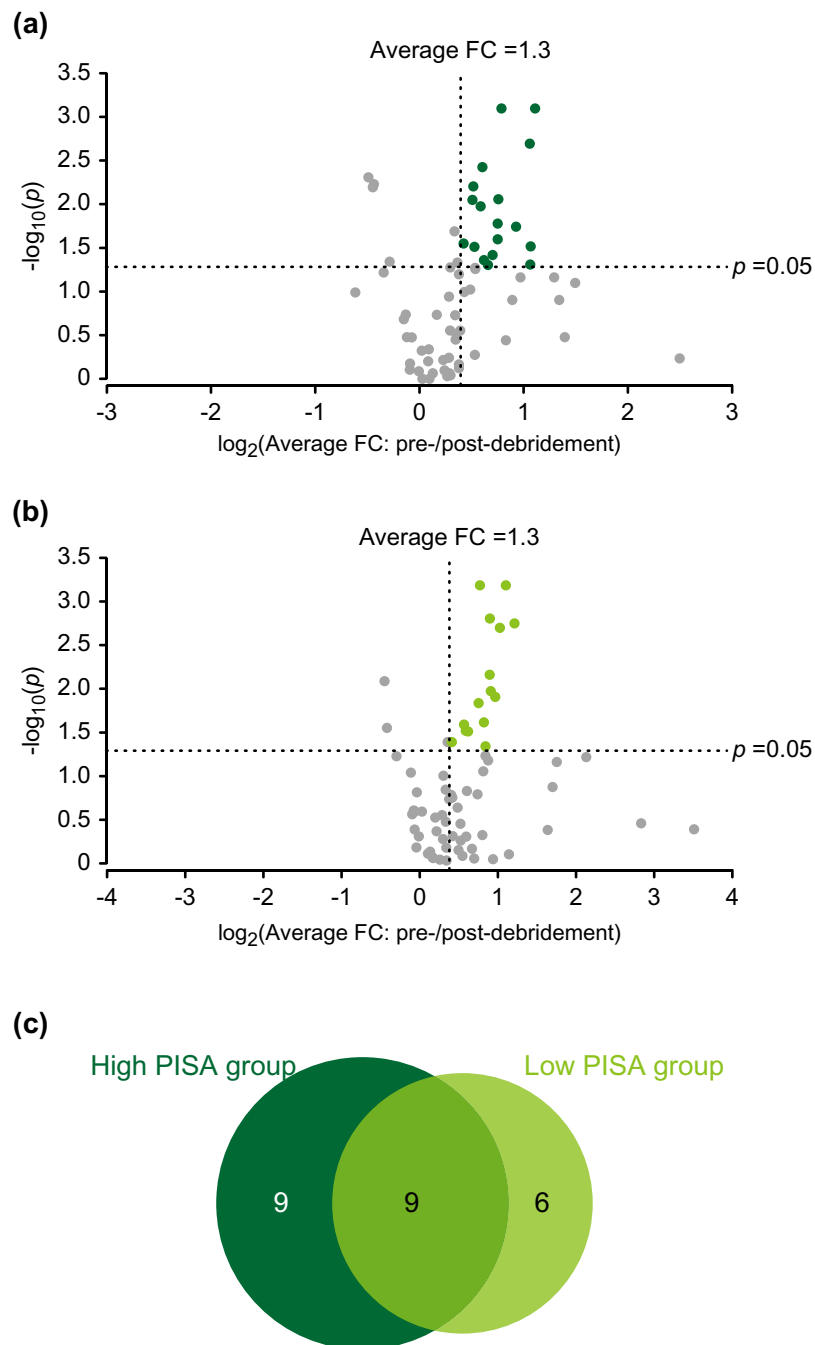 (a)
Average FC =1.3
3.5
3.0
2.5
2.0
1.5
1.0
0.5
0
-log10(p)
p =0.05
-3 -2 -1 0 1 2 3
log2(Average FC: pre-/post-debridement)
(b)
Average FC =1.3
3.5
3.0
2.5
2.0
1.5
1.0
0.5
0
-log10(p)
p =0.05
-4 -3 -2 -1 0 1 2 3 4
log2(Average FC: pre-/post-debridement)
(c)
High PISA group Low PISA group
9 9 6